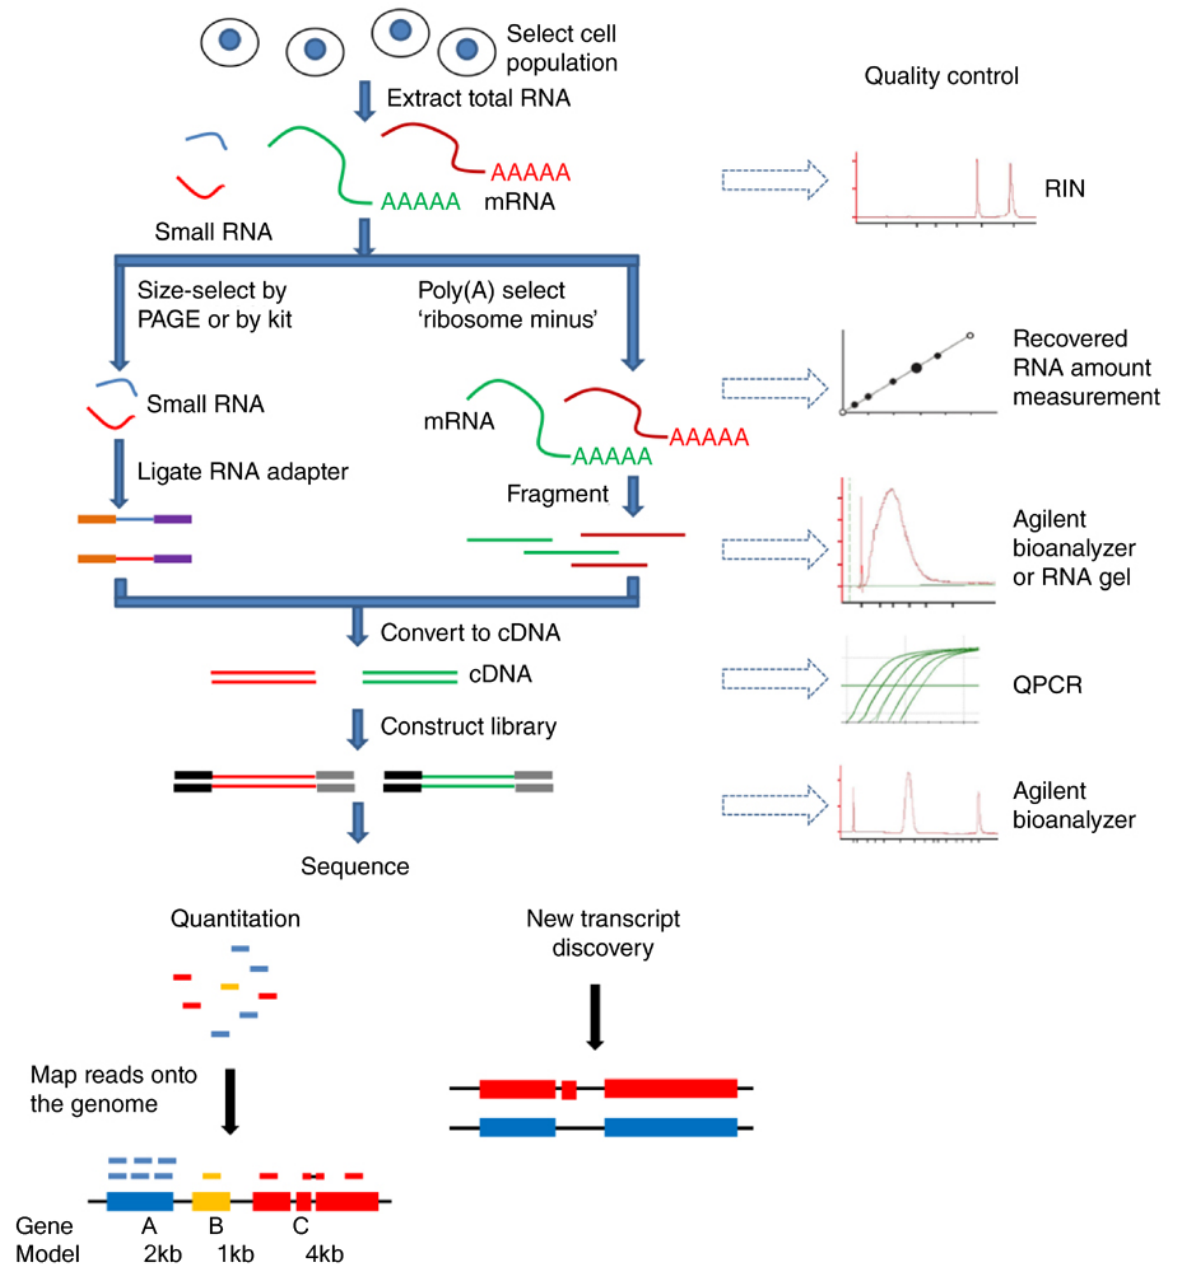 Select cell
population
Quality control
Extract total RNA
AAAAA
RIN
AAAAA
mRNA
Small RNA
Size-select by
PAGE or by kit
Poly(A) select
‘ribosome minus’
Recovered
RNA amount
measurement
Small RNA
mRNA
AAAAA
AAAAA
Ligate RNA adapter
Fragment
Agilent
bioanalyzer
or RNA gel
Convert to cDNA
cDNA
QPCR
Construct library
Agilent
bioanalyzer
Sequence
Quantitation
New transcript
discovery
Map reads onto
the genome
Gene A B C
Model 2kb 1kb 4kb